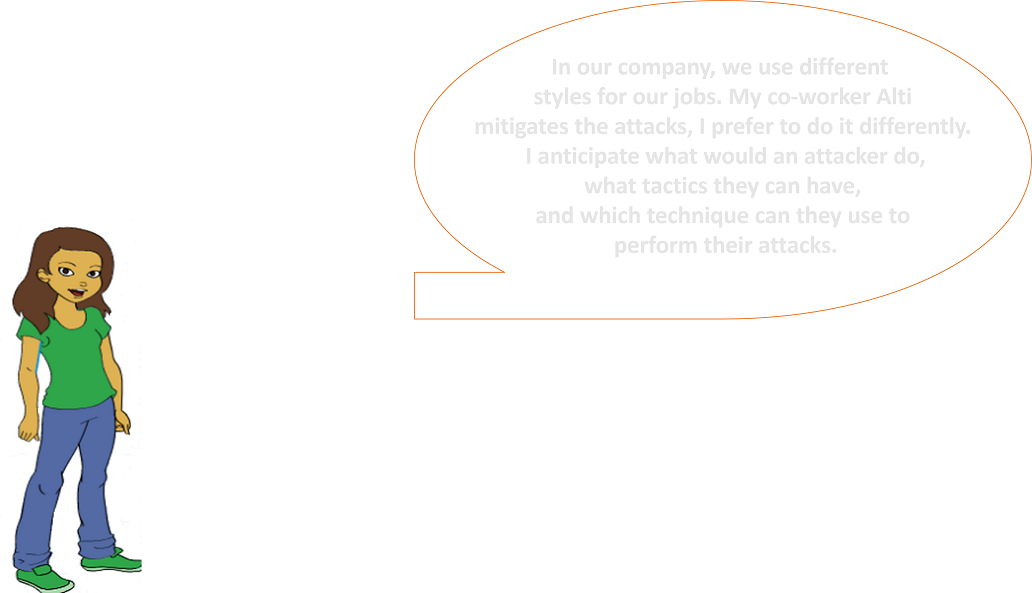 In our company, we use different
styles for our jobs. My co-worker Alti
mitigates the attacks, I prefer to do it differently.
I anticipate what would an attacker do,
what tactics they can have,
and which technique can they use to
perform their attacks.